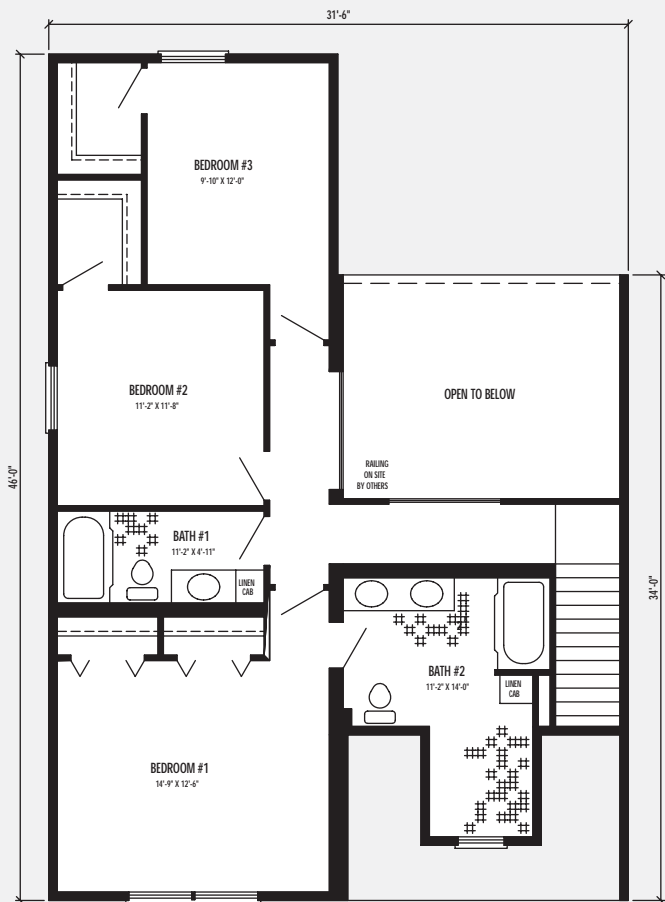 31'-6"
BEDROOM #3
9'-10" X 12'-0"
BEDROOM #2
11'-2" X 11'-8"
OPEN TO BELOW
RAILING
ON SITE
BY OTHERS
46'-0"
BATH #1
11'-2" X 4'-11"
LINEN
CAB
34'-0"
BATH #2
11'-2" X 14'-0"
LINEN
CAB
BEDROOM #1
14'-9" X 12'-6"